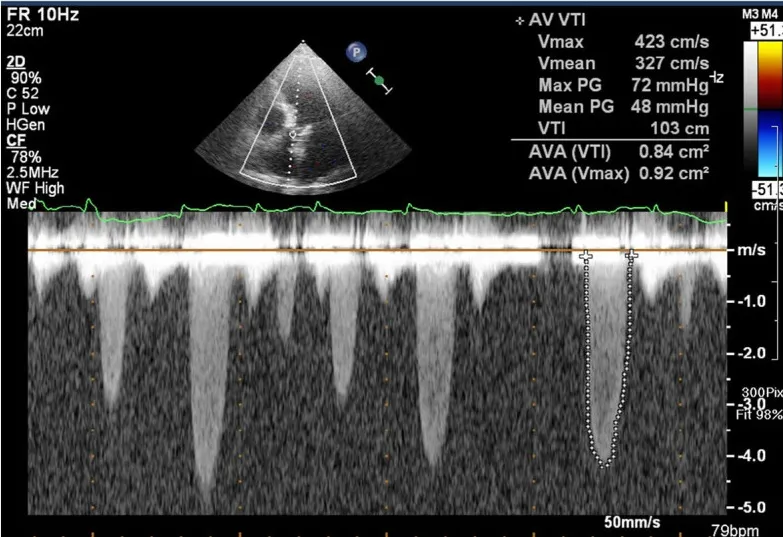 FR 10Hz
22cm
2D
90%
C 52
P Low
HGen
CF
78%
2.5MHz
WF High
Med
P
AV VTI
Vmax 423 cm/s
Vmean 327 cm/s
Max PG 72 mmHg
Mean PG 48 mmHg
VTI 103 cm
AVA (VTI) 0.84 cm²
AVA (Vmax) 0.92 cm²
M3 M4
+51.
-51.
cm/s
m/s
-1.0
-2.0
300Pix
-3.0
Fit 98%
-4.0
-5.0
50mm/s
79bpm